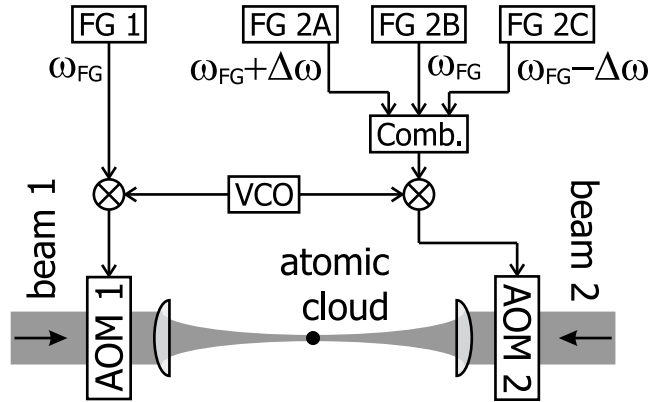 FG 1
FG 2A
FG 2B
FG 2C
ωFG
ωFG+Δω
ωFG
ωFG−Δω
Comb.
VCO
beam 1
beam 2
atomic
cloud
AOM 1
AOM 2